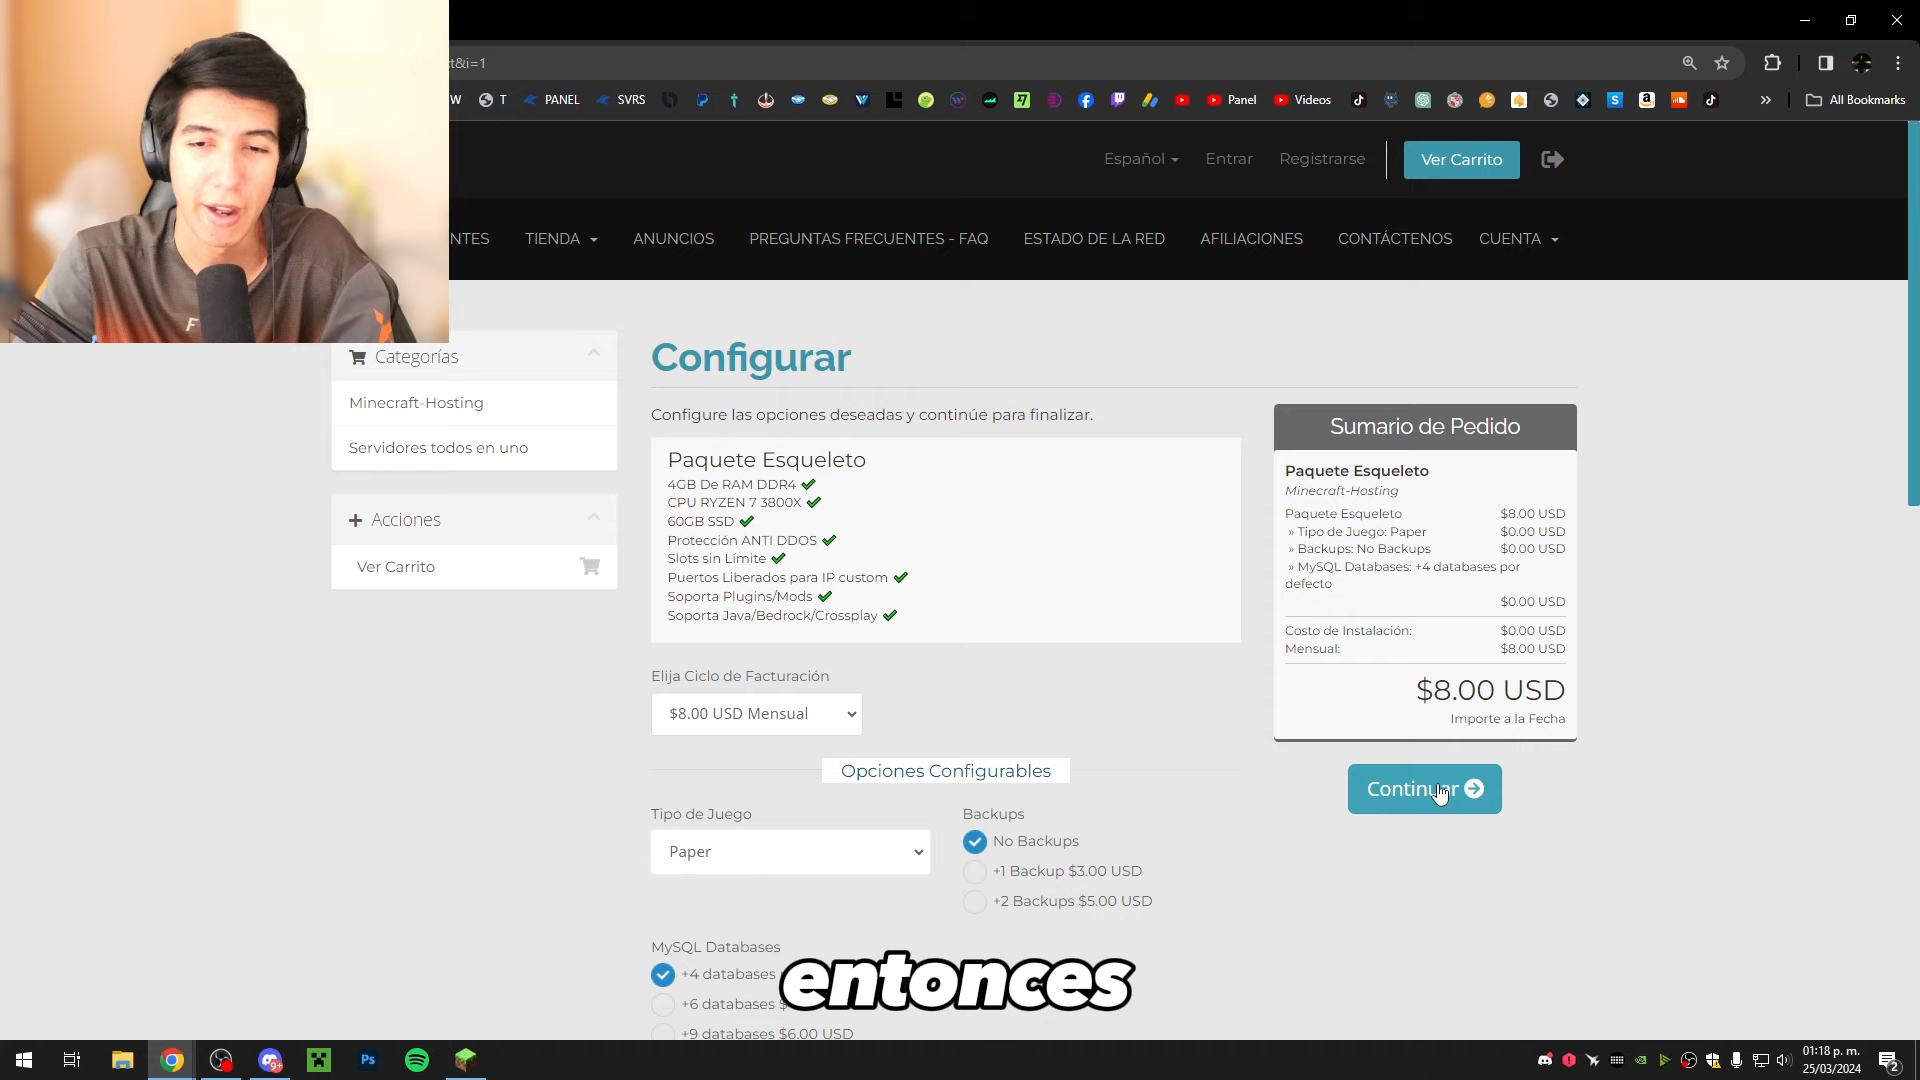 t&i=1
W
T
PANEL
SVRS
Panel
Videos
All Bookmarks
Español
Entrar
Registrarse
Ver Carrito
NTES
TIENDA
ANUNCIOS
PREGUNTAS FRECUENTES - FAQ
ESTADO DE LA RED
AFILIACIONES
CONTÁCTENOS
CUENTA
Categorías
Minecraft-Hosting
Servidores todos en uno
Acciones
Ver Carrito
Configurar
Configure las opciones deseadas y continúe para finalizar.
Paquete Esqueleto
4GB De RAM DDR4
CPU RYZEN 7 3800X
60GB SSD
Protección ANTI DDOS
Slots sin Límite
Puertos Liberados para IP custom
Soporta Plugins/Mods
Soporta Java/Bedrock/Crossplay
Elija Ciclo de Facturación
$8.00 USD Mensual
Opciones Configurables
Tipo de Juego
Paper
Backups
No Backups
+1 Backup $3.00 USD
+2 Backups $5.00 USD
MySQL Databases
+4 databases
+6 databases
+9 databases $6.00 USD
Sumario de Pedido
Paquete Esqueleto
Minecraft-Hosting
Paquete Esqueleto $8.00 USD
» Tipo de Juego: Paper $0.00 USD
» Backups: No Backups $0.00 USD
» MySQL Databases: +4 databases por
defecto
$0.00 USD
Costo de Instalación: $0.00 USD
Mensual: $8.00 USD
$8.00 USD
Importe a la Fecha
Continuar
entonces
Ps
9+
01:18 p. m.
25/03/2024
2